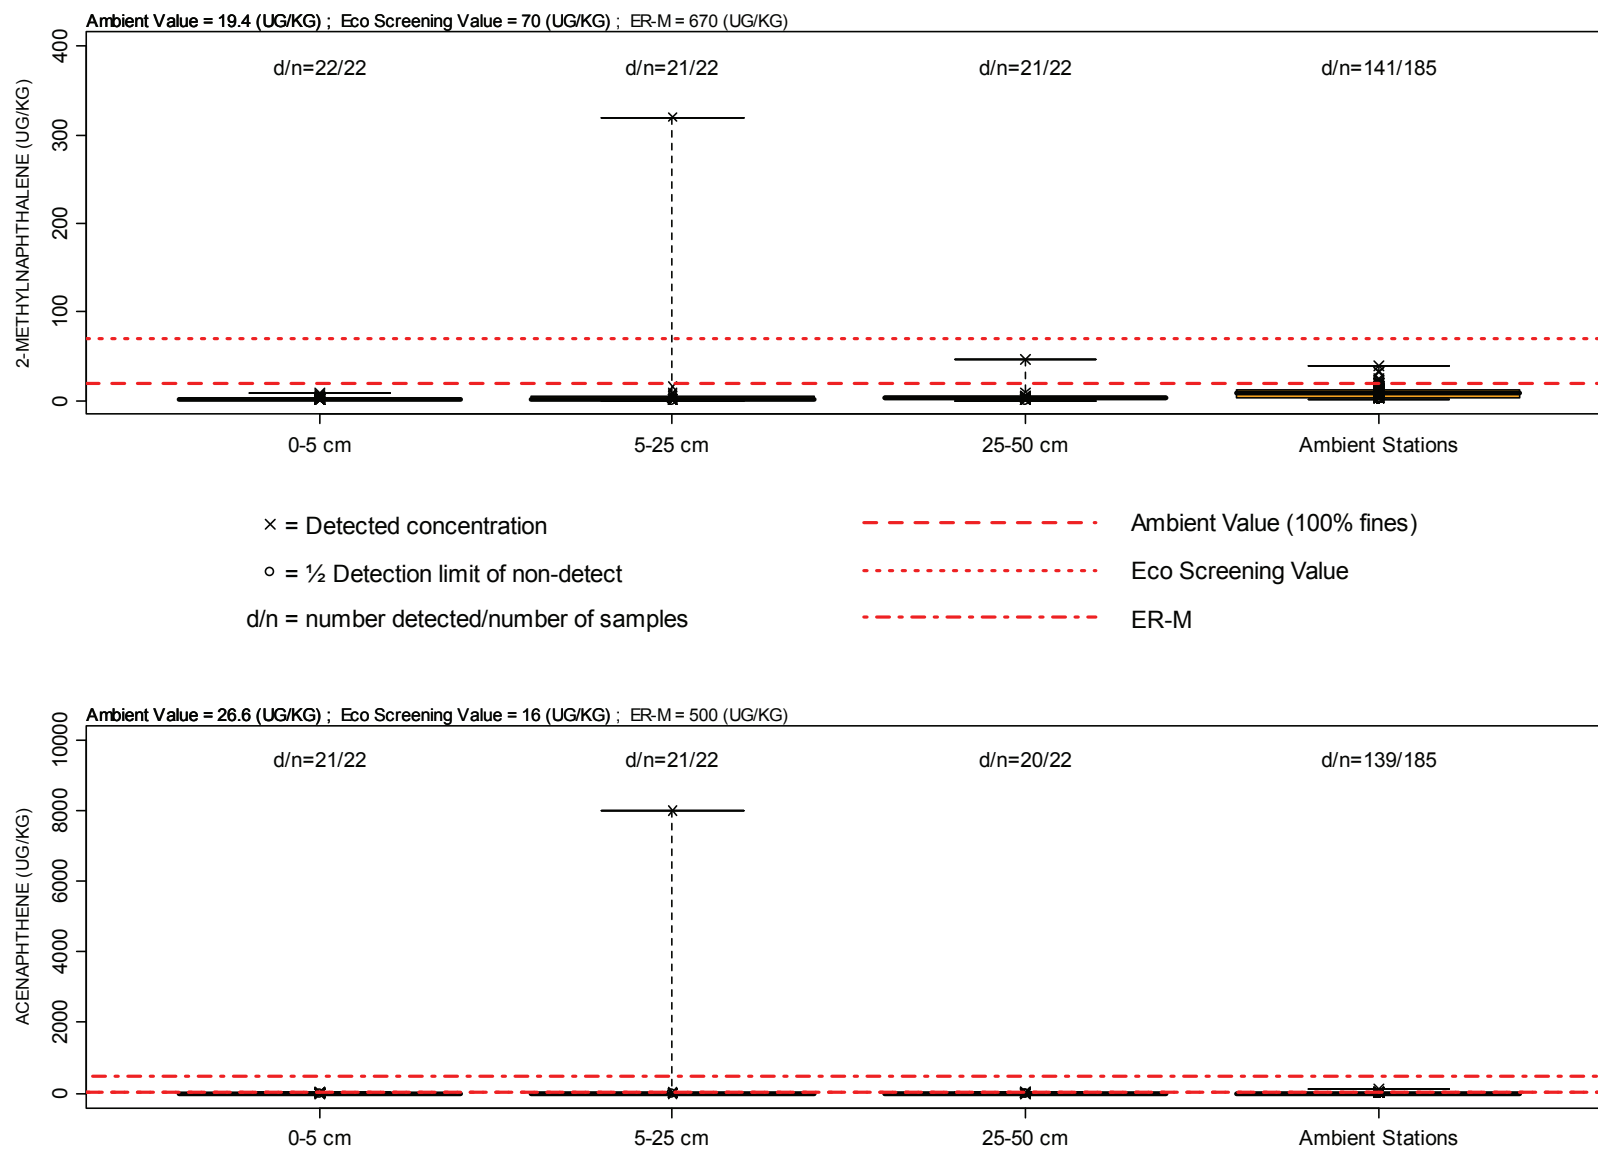 Ambient Value = 19.4 (UG/KG) ; Eco Screening Value = 70 (UG/KG) ; ER-M = 670 (UG/KG)
2-METHYLNAPHTHALENE (UG/KG)
400
300
200
100
0
d/n=22/22 d/n=21/22 d/n=21/22 d/n=141/185
0-5 cm 5-25 cm 25-50 cm Ambient Stations
× = Detected concentration
Ambient Value (100% fines)
○ = ½ Detection limit of non-detect
Eco Screening Value
d/n = number detected/number of samples
ER-M
Ambient Value = 26.6 (UG/KG) ; Eco Screening Value = 16 (UG/KG) ; ER-M = 500 (UG/KG)
ACENAPHTHENE (UG/KG)
10000
8000
6000
4000
2000
0
d/n=21/22 d/n=21/22 d/n=20/22 d/n=139/185
0-5 cm 5-25 cm 25-50 cm Ambient Stations